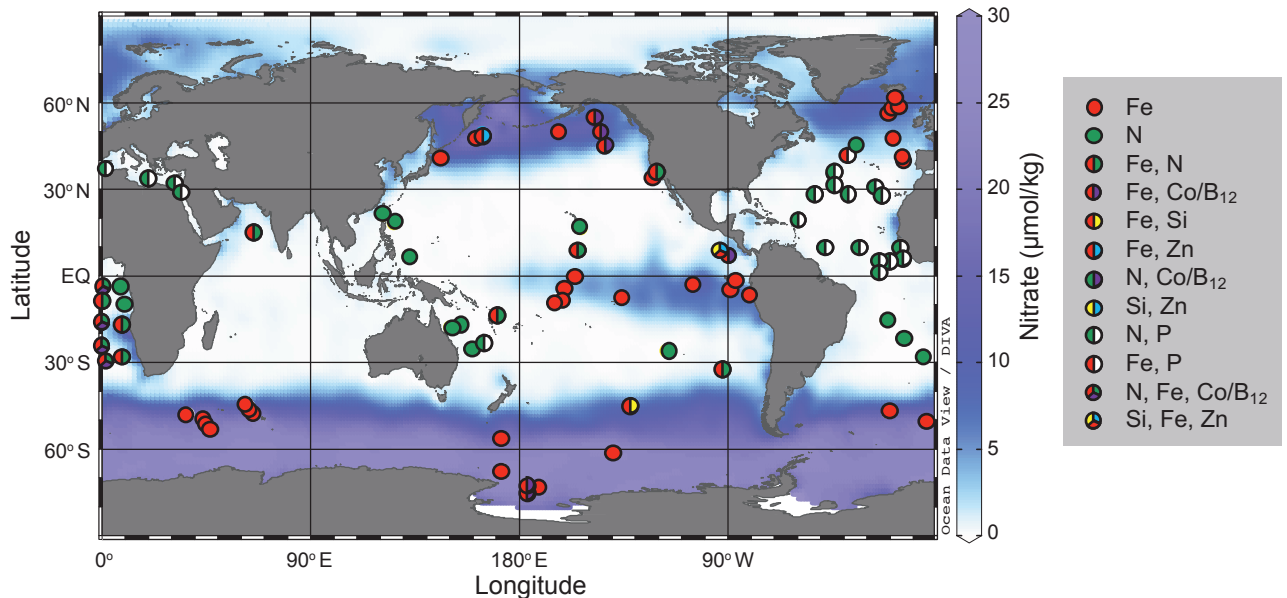 60° N
30° N
EQ
30° S
60° S
Latitude
0°
90° E
180° E
90° W
Longitude
Ocean Data View / DIVA
30
25
20
15
10
5
0
Nitrate (μmol/kg)
Fe
N
Fe, N
Fe, Co/B12
Fe, Si
Fe, Zn
N, Co/B12
Si, Zn
N, P
Fe, P
N, Fe, Co/B12
Si, Fe, Zn